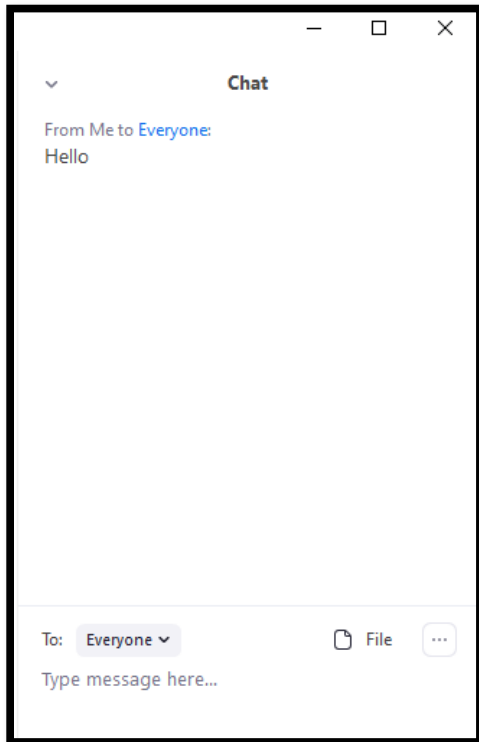 Chat
From Me to Everyone:
Hello
To: Everyone File
Type message here...